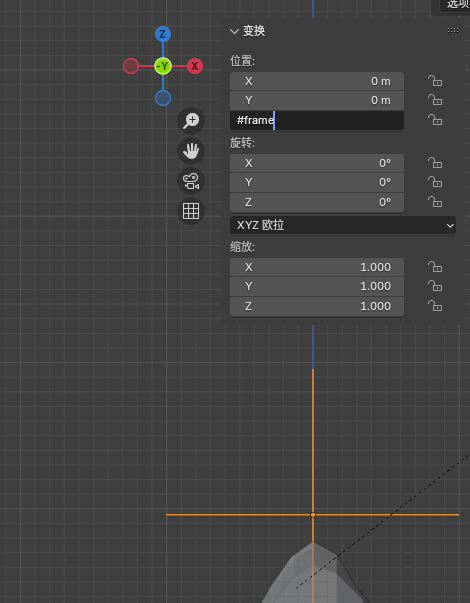 选项
变换
Z
-Y
X
位置:
X 0 m
Y 0 m
#frame
旋转:
X 0°
Y 0°
Z 0°
XYZ 欧拉
缩放:
X 1.000
Y 1.000
Z 1.000